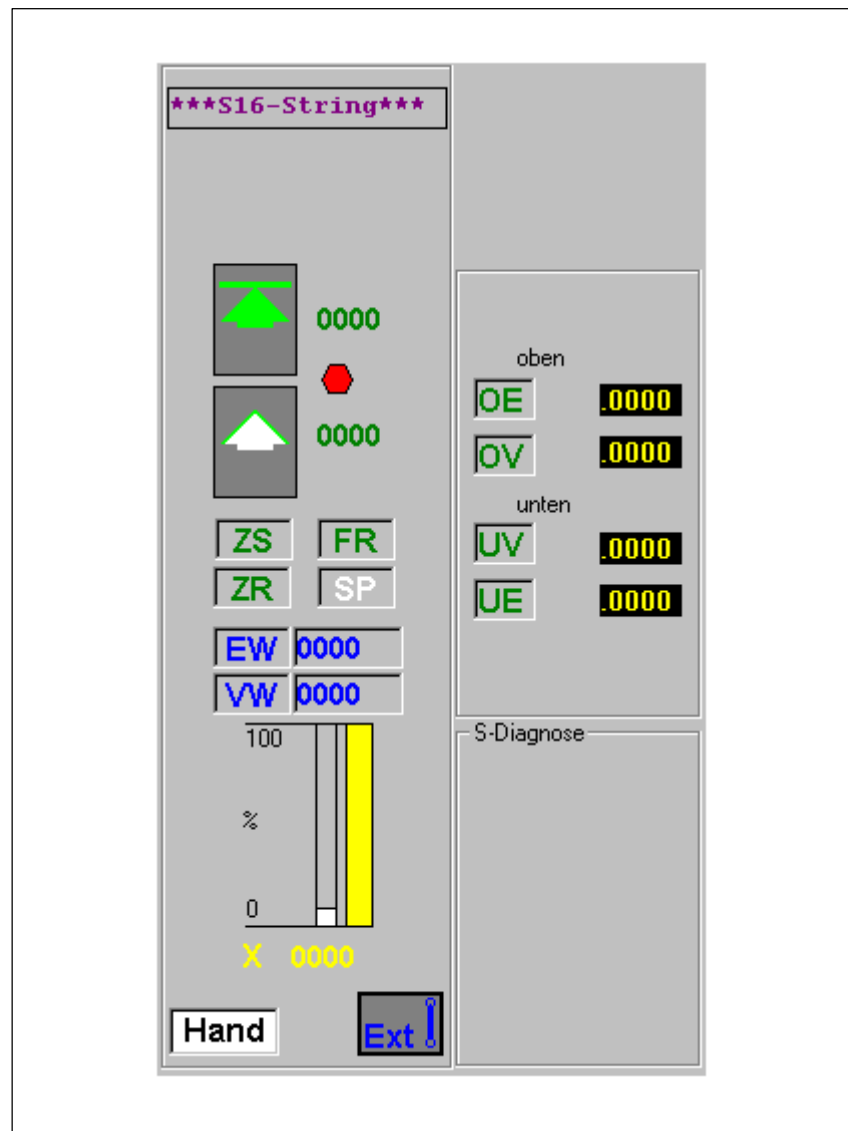 ***S16-String***
0000
0000
ZS FR
ZR SP
EW 0000
VW 0000
100
%
0
X 0000
Hand Ext
oben
OE .0000
OV .0000
unten
UV .0000
UE .0000
S-Diagnose